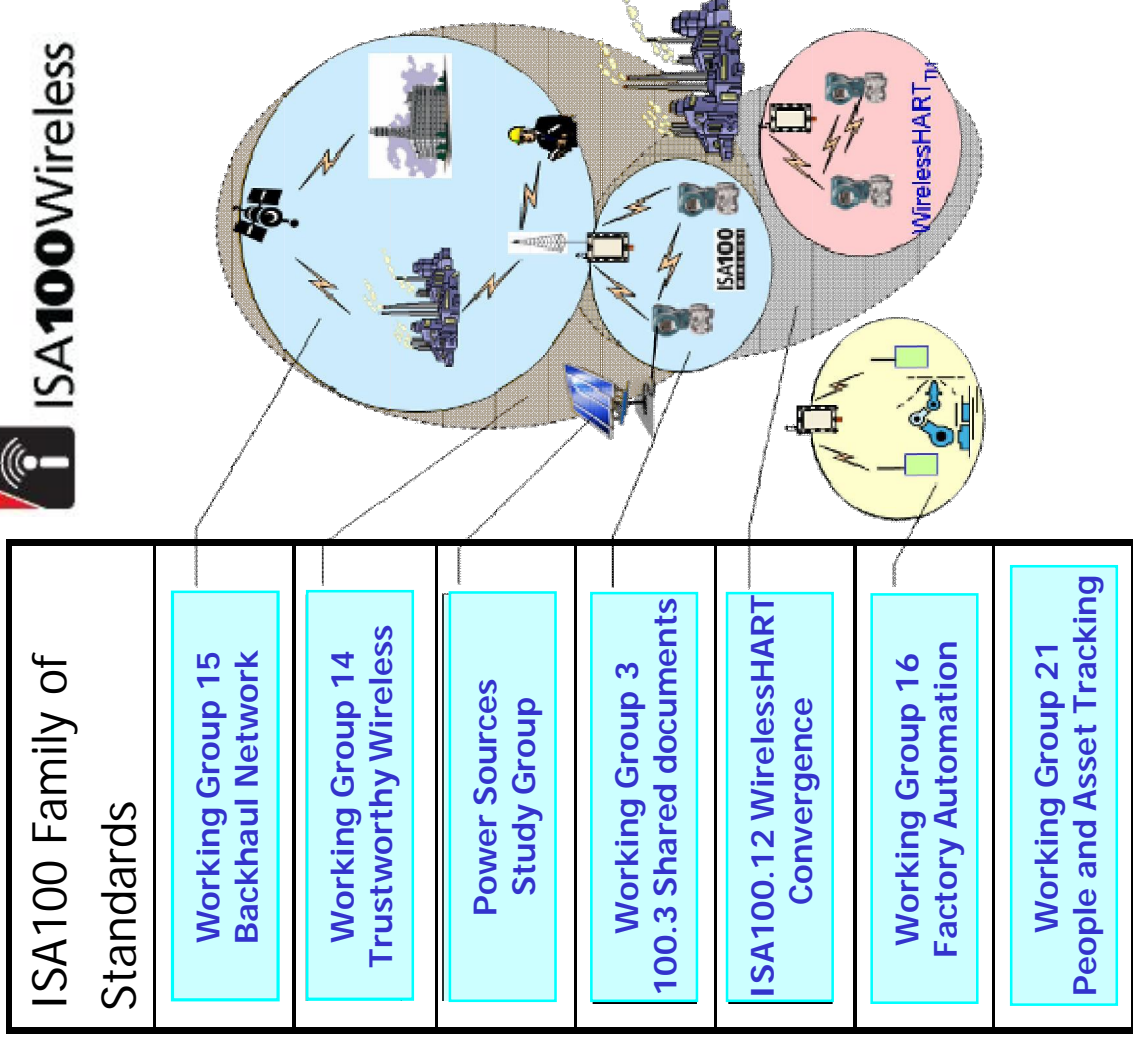 ISA100Wireless
ISA100 Family of
Standards
Working Group 15
Backhaul Network
Working Group 14
Trustworthy Wireless
Power Sources
Study Group
Working Group 3
100.3 Shared documents
ISA100.12 WirelessHART
Convergence
Working Group 16
Factory Automation
Working Group 21
People and Asset Tracking
ISA100
WIRELESS
WirelessHART™